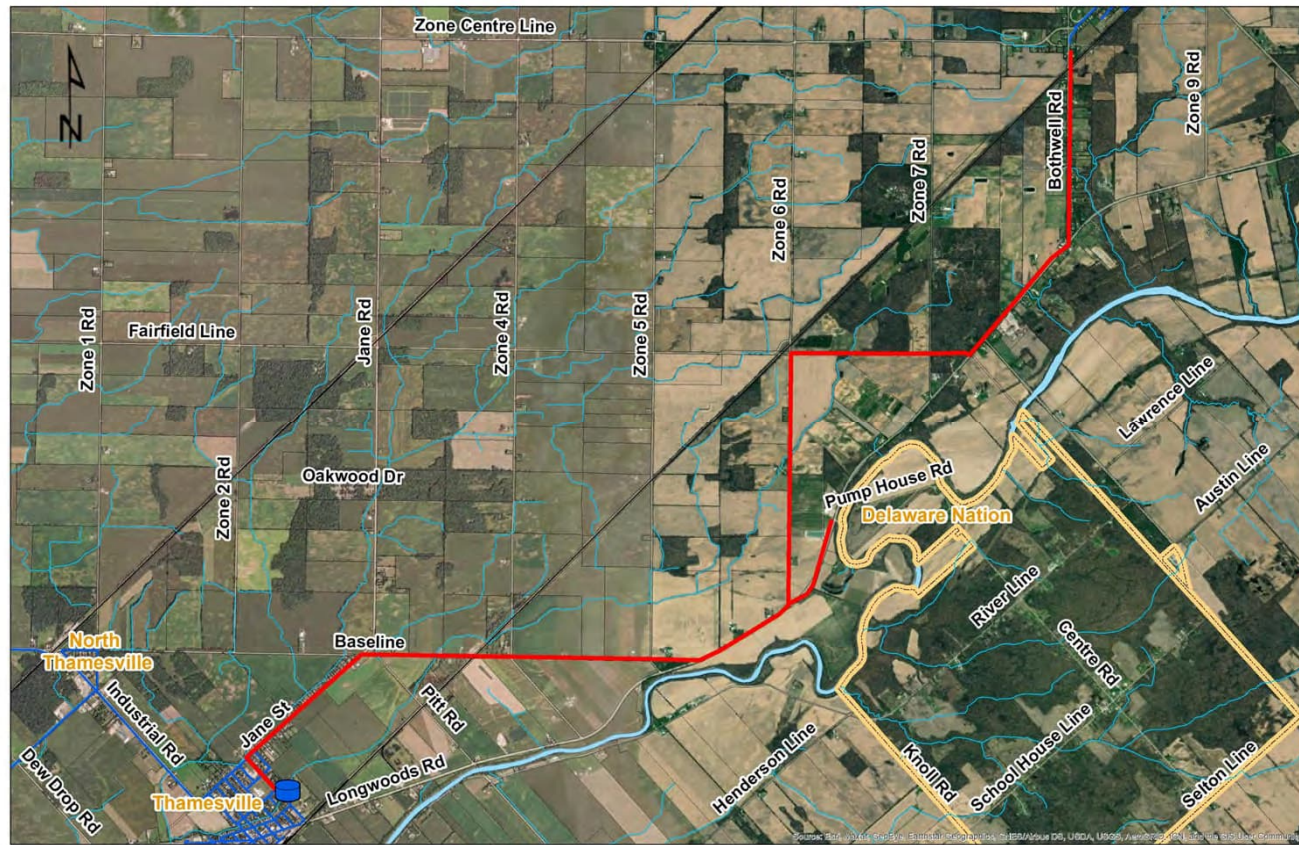 Zone Centre Line
N
Zone 9 Rd
Bothwell Rd
Zone 7 Rd
Zone 6 Rd
Zone 5 Rd
Zone 4 Rd
Jane Rd
Fairfield Line
Zone 1 Rd
Lawrence Line
Austin Line
Zone 2 Rd
Oakwood Dr
Pump House Rd
Delaware Nation
River Line
Centre Rd
North
Thamesville
Baseline
Industrial Rd
Jane St
Pitt Rd
Longwoods Rd
Henderson Line
Knoll Rd
School House Line
Selton Line
Dew Drop Rd
Thamesville